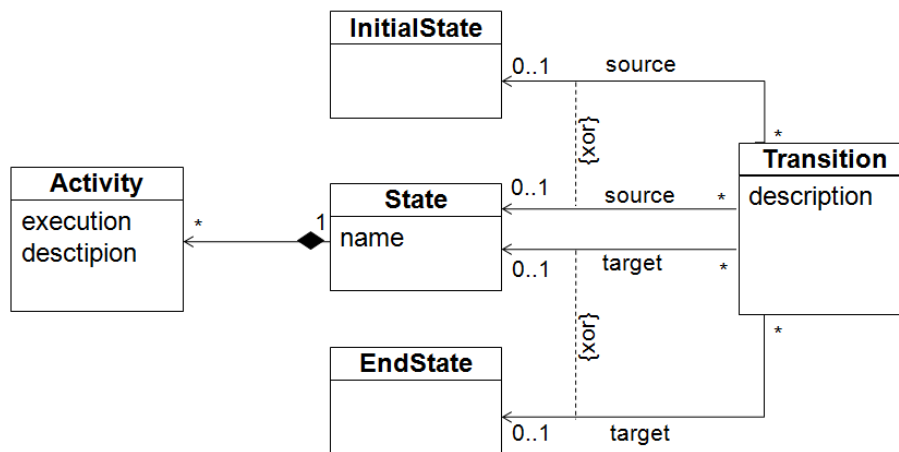 InitialState
0..1
source
*
{xor}
Transition
description
Activity
execution
desctipion
*
1
State
name
0..1
source
*
0..1
target
*
{xor}
*
EndState
0..1
target